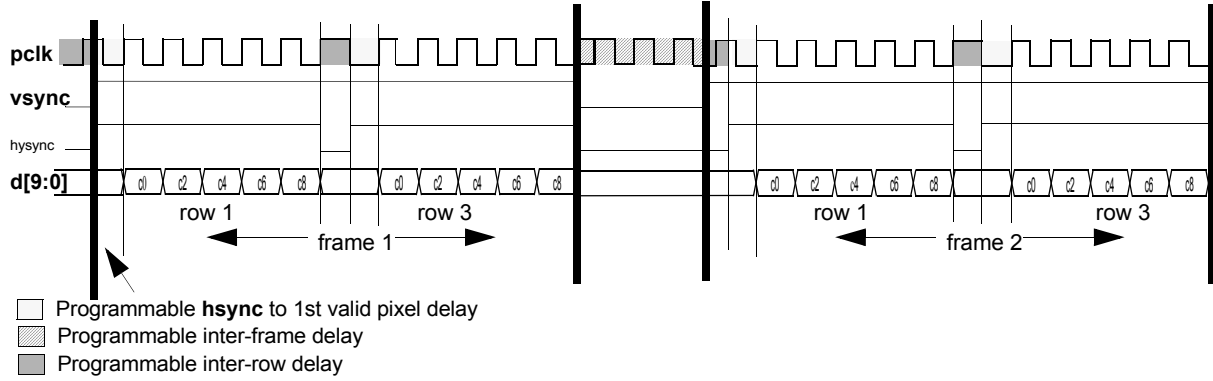 pclk
vsync
hysync
d[9:0] c0 c2 c4 c6 c8 c0 c2 c4 c6 c8 c0 c2 c4 c6 c8 c0 c2 c4 c6 c8
row 1 row 3 row 1 row 3
frame 1 frame 2
Programmable hsync to 1st valid pixel delay
Programmable inter-frame delay
Programmable inter-row delay